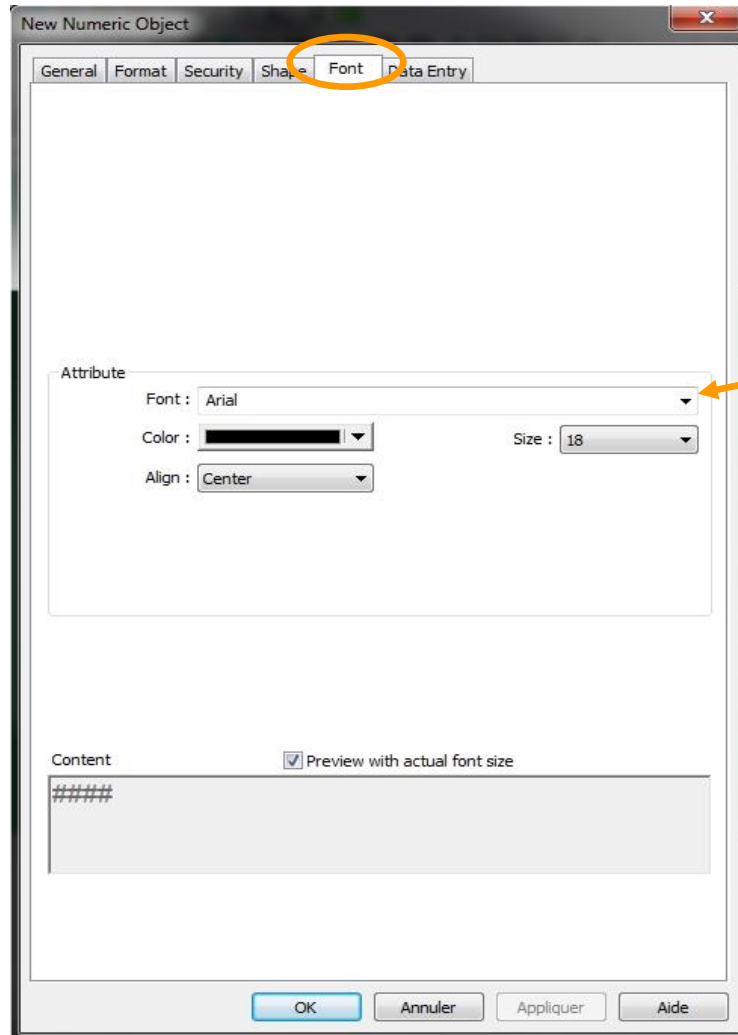 New Numeric Object
General Format Security Shape Font Data Entry
Attribute
Font : Arial
Color : Size : 18
Align : Center
Content Preview with actual font size
####
OK Annuler Appliquer Aide